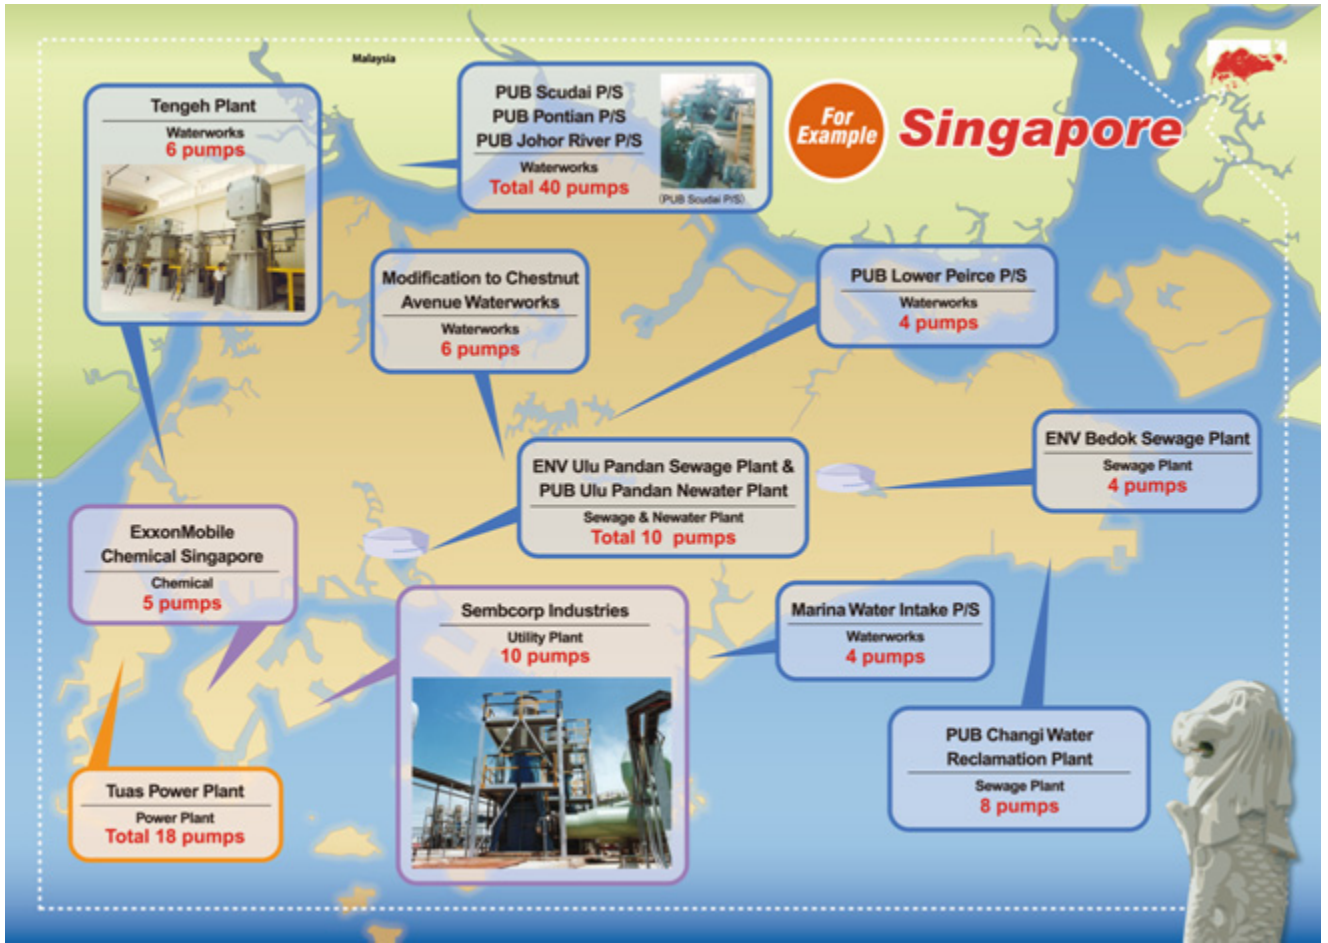 Malaysia
Tengeh Plant
Waterworks
6 pumps
PUB Scudai P/S
PUB Pontian P/S
PUB Johor River P/S
Waterworks
Total 40 pumps
(PUB Scudai P/S)
For
Example
Singapore
Modification to Chestnut
Avenue Waterworks
Waterworks
6 pumps
PUB Lower Peirce P/S
Waterworks
4 pumps
ENV Ulu Pandan Sewage Plant &
PUB Ulu Pandan Newater Plant
Sewage & Newater Plant
Total 10 pumps
ENV Bedok Sewage Plant
Sewage Plant
4 pumps
ExxonMobile
Chemical Singapore
Chemical
5 pumps
Sembcorp Industries
Utility Plant
10 pumps
Marina Water Intake P/S
Waterworks
4 pumps
PUB Changi Water
Reclamation Plant
Sewage Plant
8 pumps
Tuas Power Plant
Power Plant
Total 18 pumps